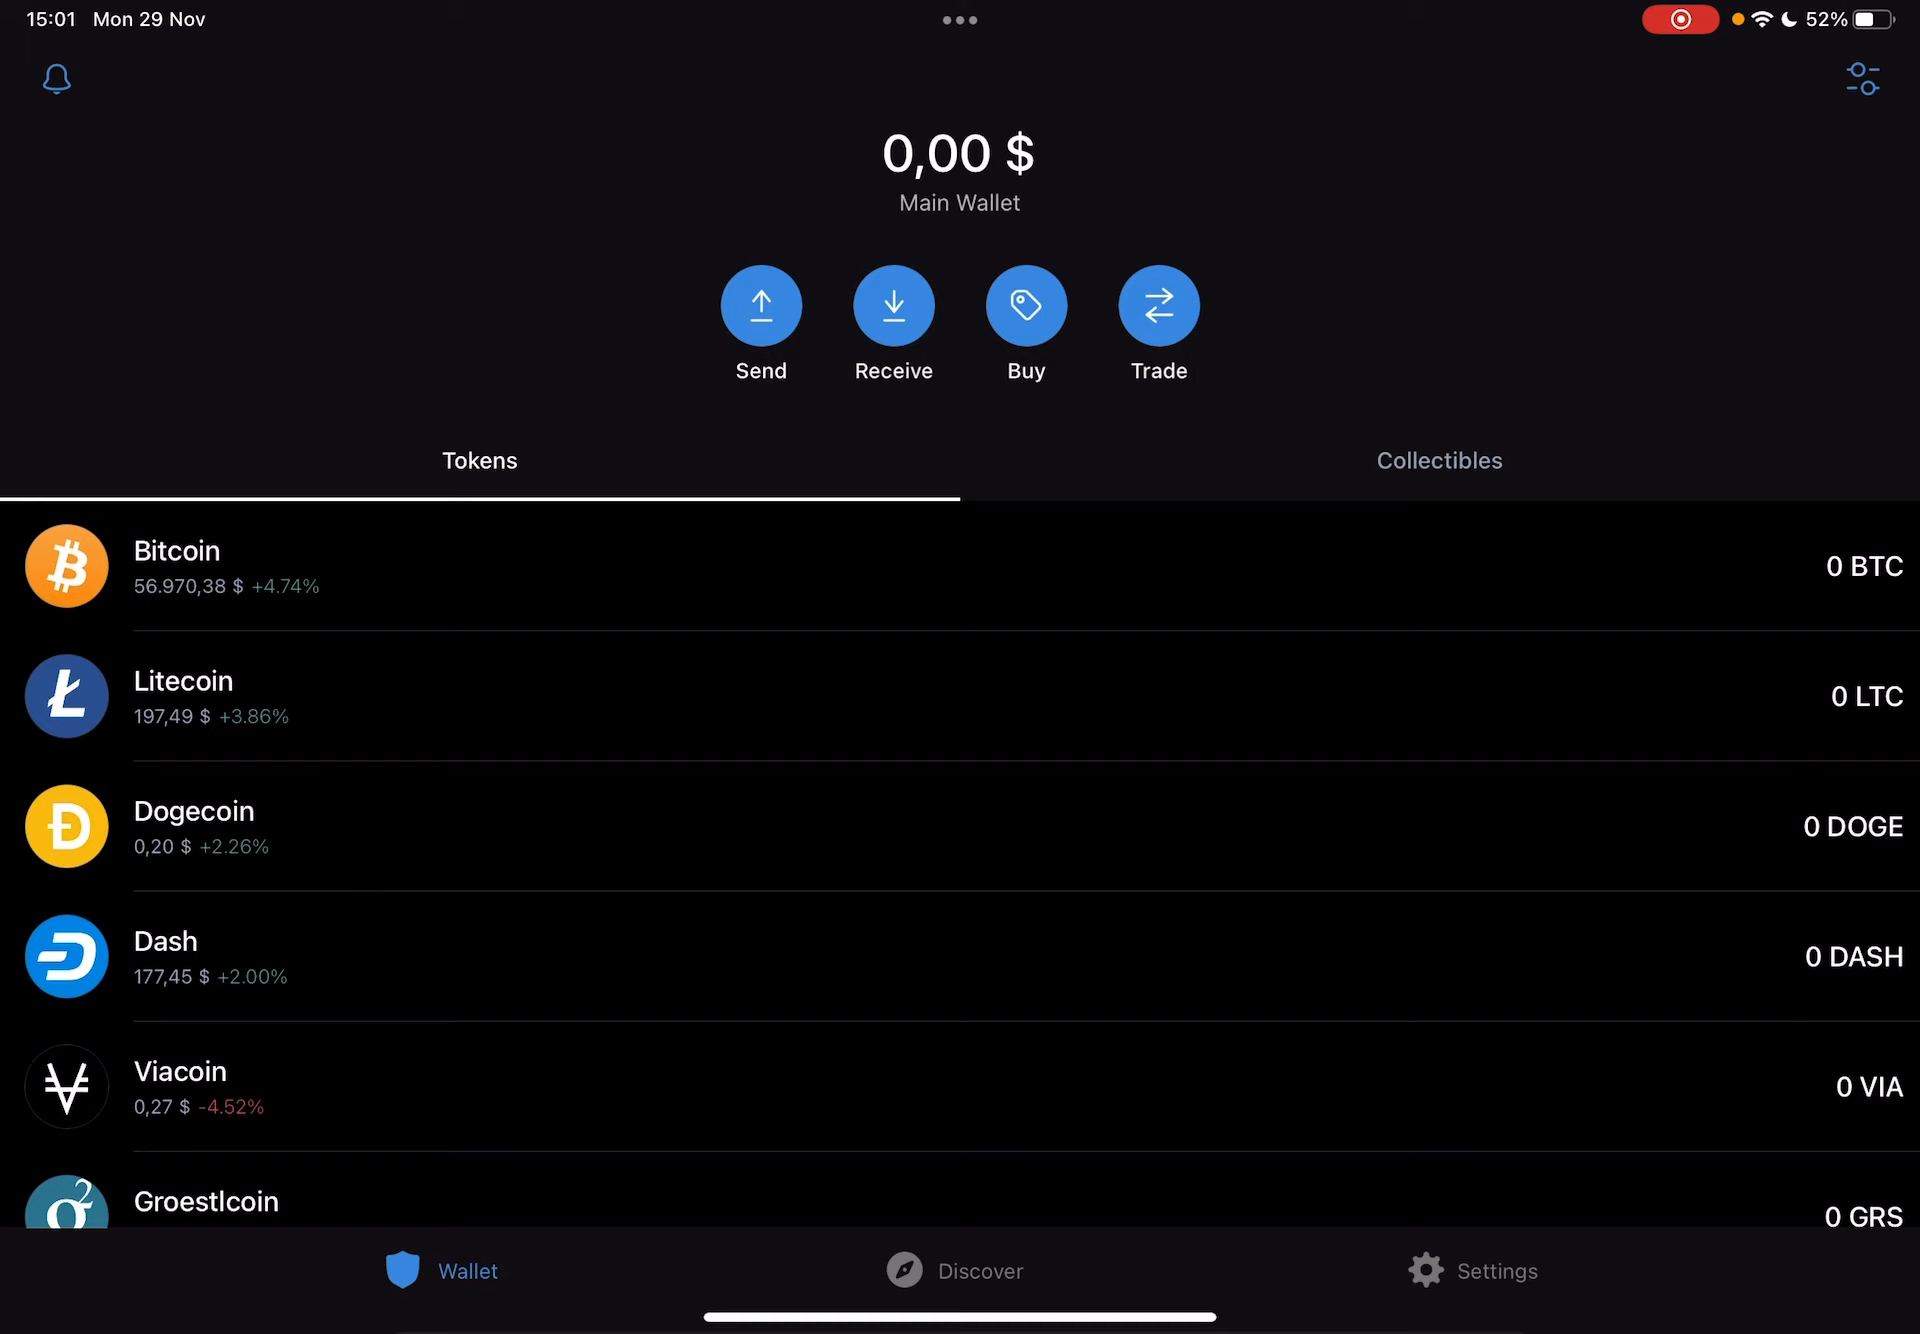 15:01 Mon 29 Nov
52%
0,00 $
Main Wallet
Send Receive Buy Trade
Tokens Collectibles
Bitcoin
56.970,38 $ +4.74%
0 BTC
Litecoin
197,49 $ +3.86%
0 LTC
Dogecoin
0,20 $ +2.26%
0 DOGE
Dash
177,45 $ +2.00%
0 DASH
Viacoin
0,27 $ -4.52%
0 VIA
Groestlcoin
0 GRS
Wallet Discover Settings